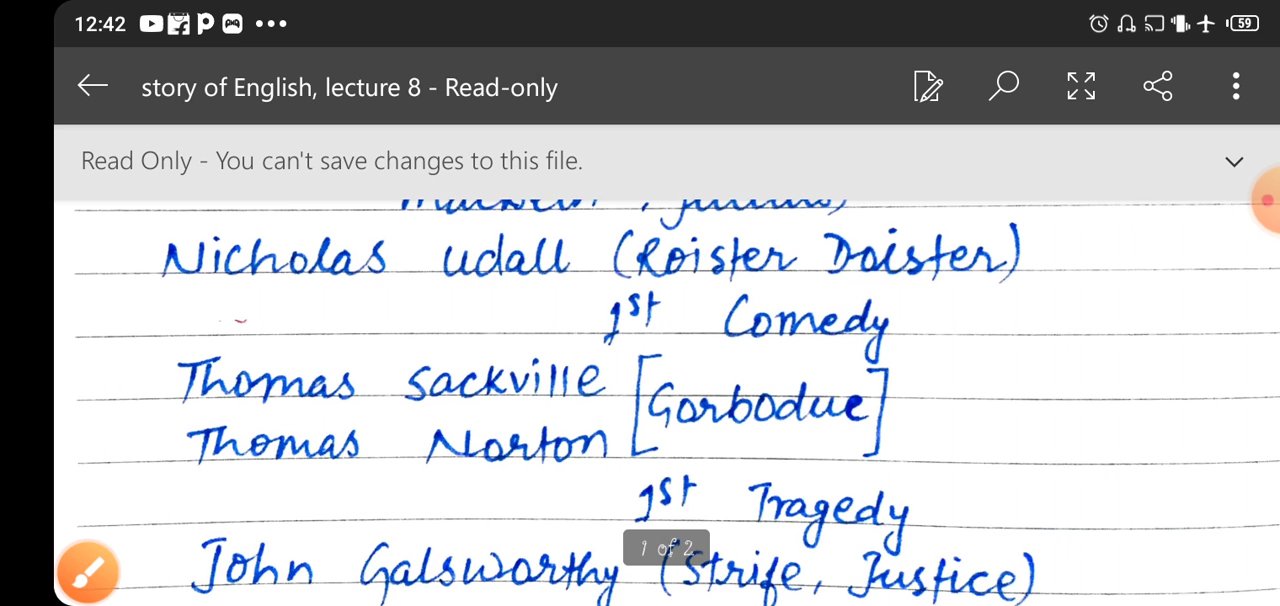 12:42
59
story of English, lecture 8 - Read-only
Read Only - You can't save changes to this file.
Nicholas Udall (Roister Doister)
1st Comedy
Thomas Sackville [Gorboduc]
Thomas Norton
1st Tragedy
1 of 2
John Galsworthy (Strife, Justice)